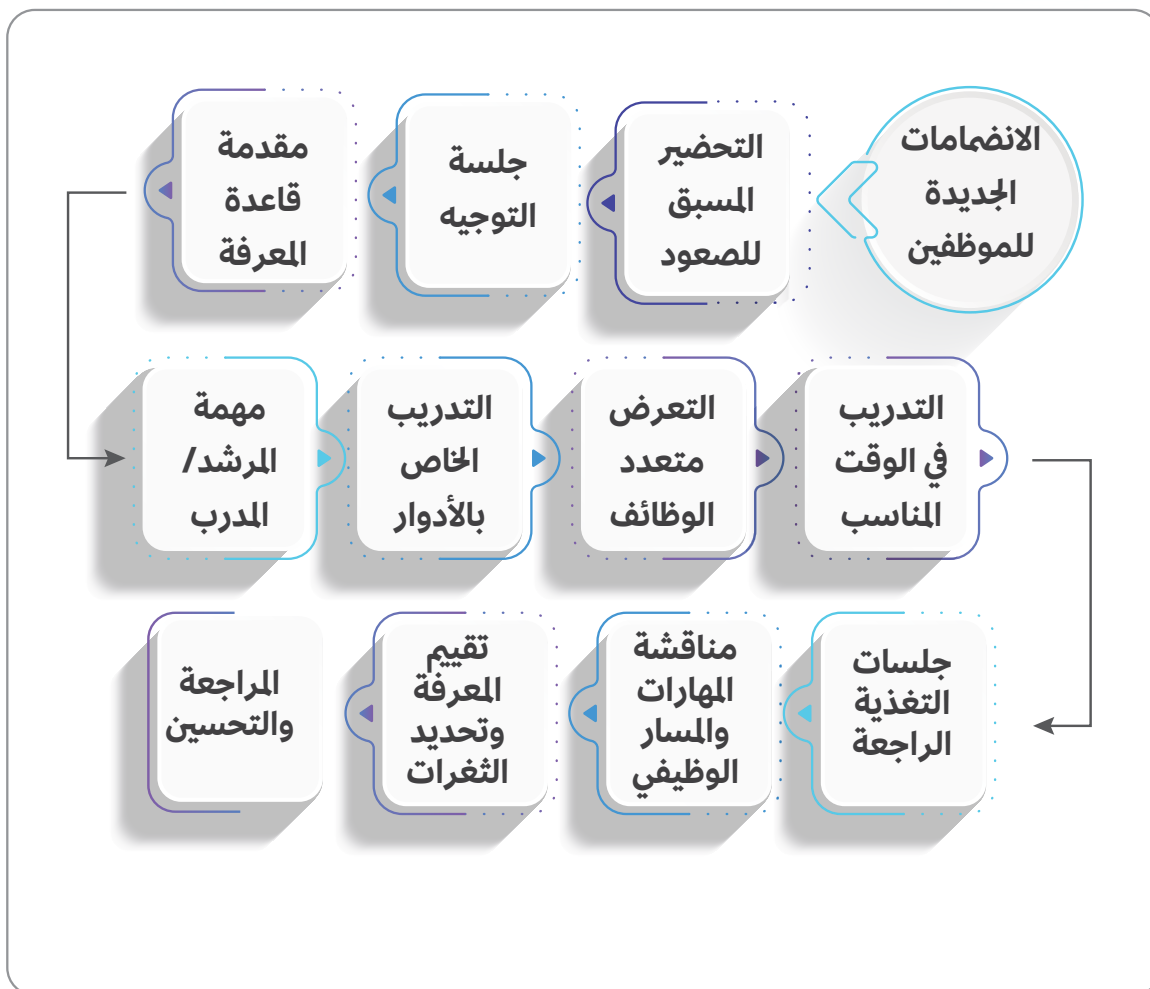 الانضمامات
الجديدة
للموظفين
التحضير
المسبق
للصعود
جلسة
التوجيه
مقدمة
قاعدة
المعرفة
مهمة
المرشد/
المدرب
التدريب
الخاص
بالأدوار
التعرض
متعدد
الوظائف
التدريب
في الوقت
المناسب
جلسات
التغذية
الراجعة
مناقشة
المهارات
والمسار
الوظيفي
تقييم
المعرفة
وتحديد
الثغرات
المراجعة
والتحسين